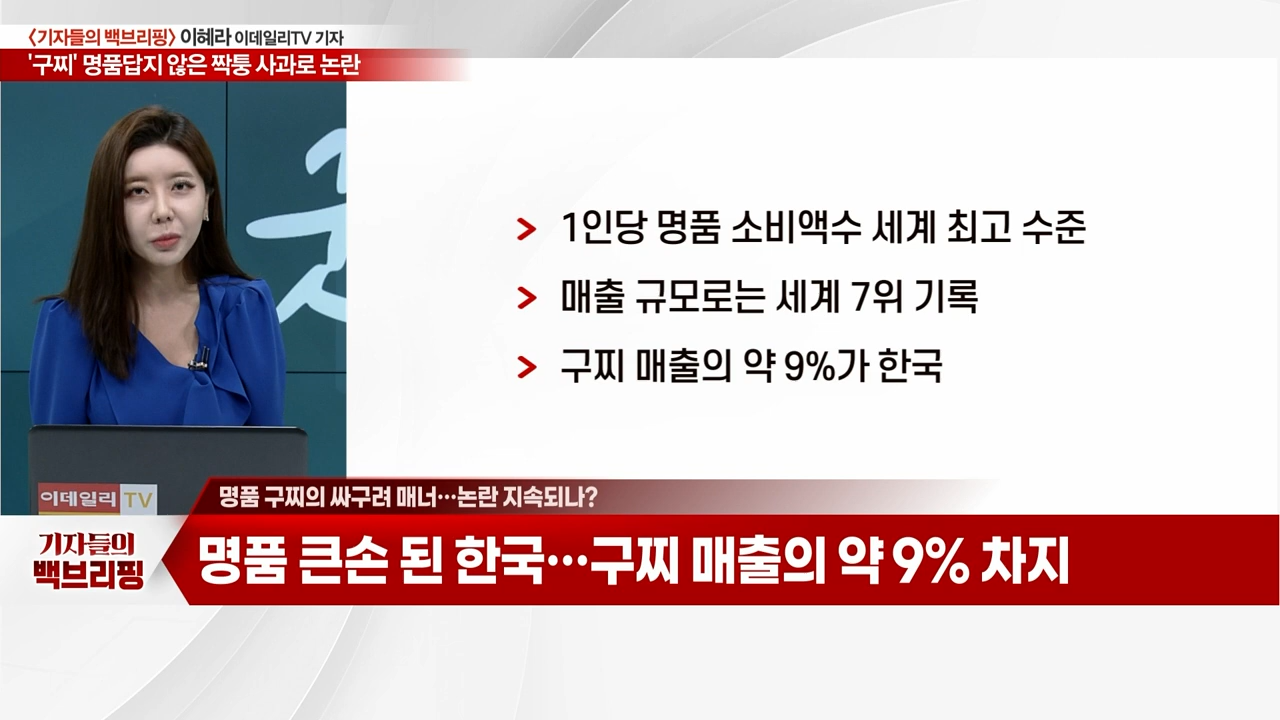 <기자들의 백브리핑> 이혜라 이데일리TV 기자
'구찌' 명품답지 않은 짝퉁 사과로 논란
> 1인당 명품 소비액수 세계 최고 수준
> 매출 규모로는 세계 7위 기록
> 구찌 매출의 약 9%가 한국
이데일리TV
명품 구찌의 싸구려 매너…논란 지속되나?
기자들의
백브리핑
명품 큰손 된 한국…구찌 매출의 약 9% 차지